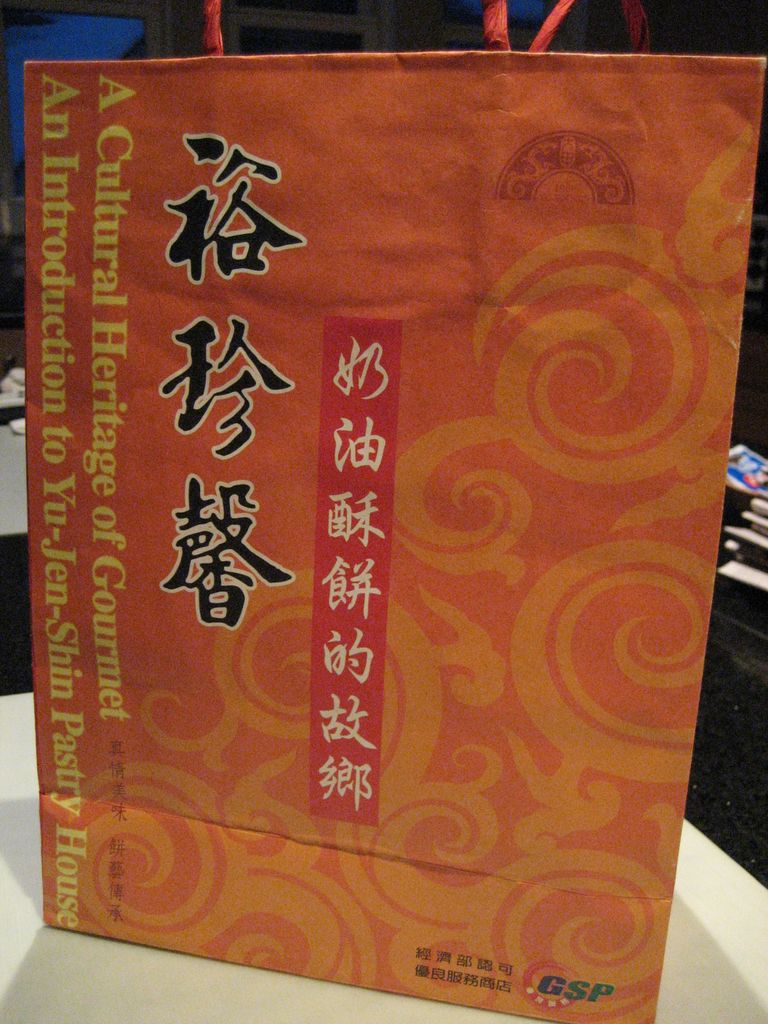 A Cultural Heritage of Gourmet
An Introduction to Yu-Jen-Shin Pastry House
裕珍馨
奶油酥餅的故鄉
真情美味 餅藝傳承
經濟部認可
優良服務商店
GSP